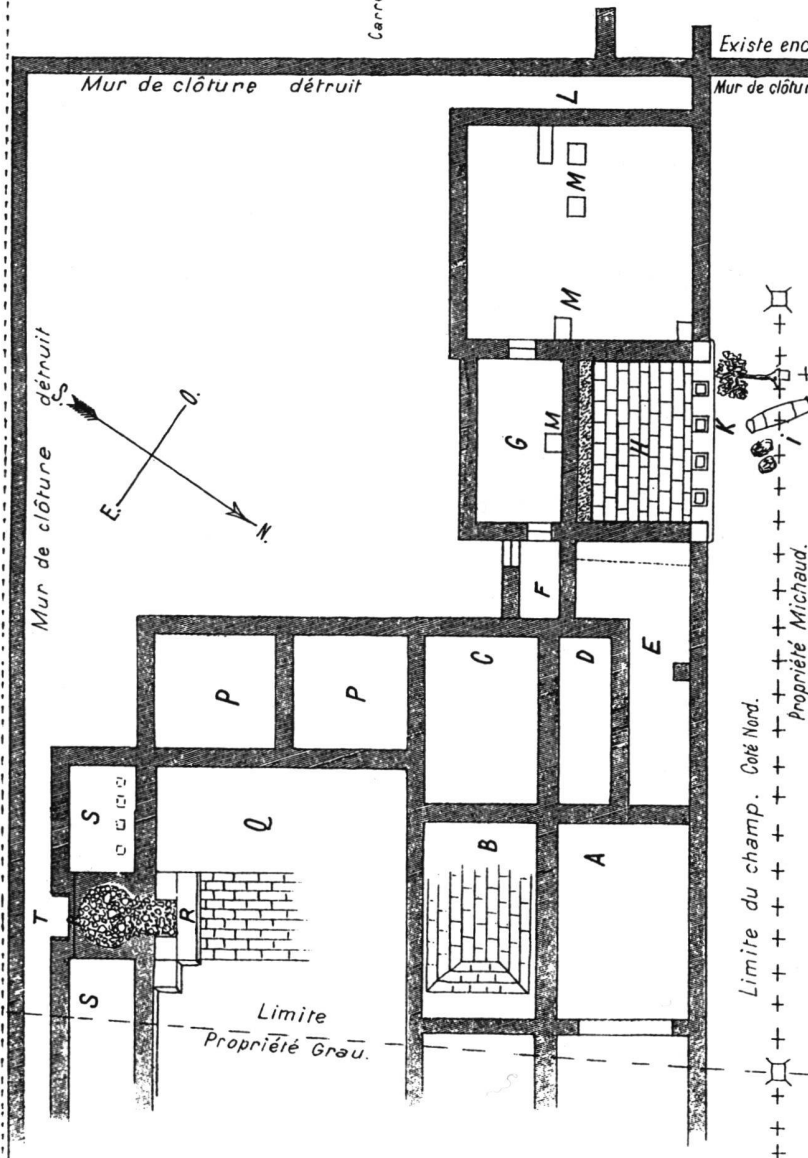 Carr
Existe enc
Mur de clôture détruit
Mur de clôtur
L
M
M
Mur de clôture détruit
S.
O.
E.
N.
G
M
H
K
i
F
P
P
C
D
E
Propriété Michaud.
Limite du champ. Coté Nord.
S
Q
B
A
T
R
S
Limite
Propriété Grau.